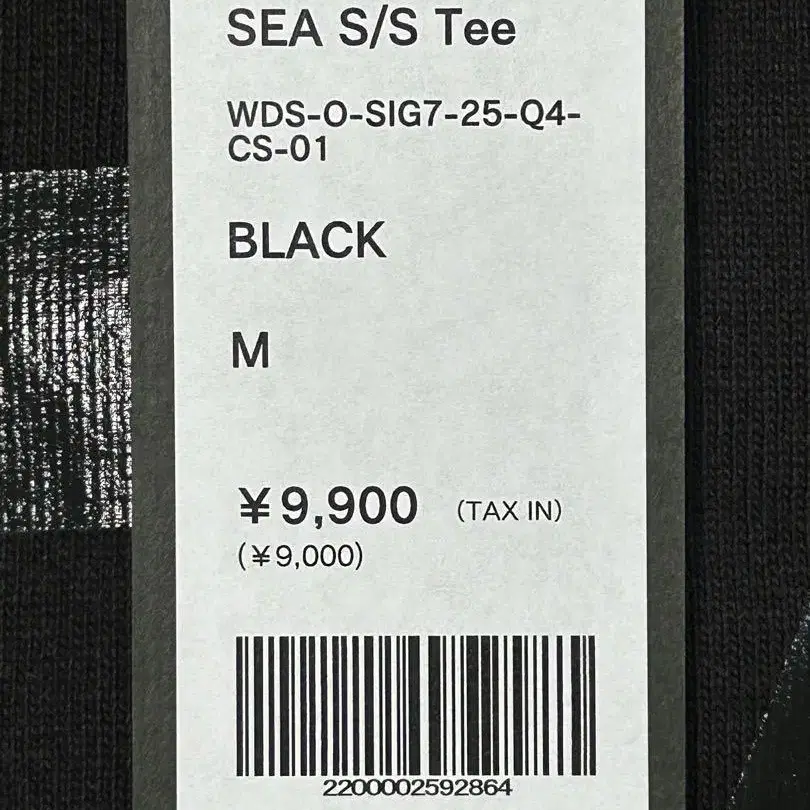 SEA S/S Tee
WDS-O-SIG7-25-Q4-
CS-01
BLACK
M
¥9,900 (TAX IN)
(¥9,000)
2200002592864